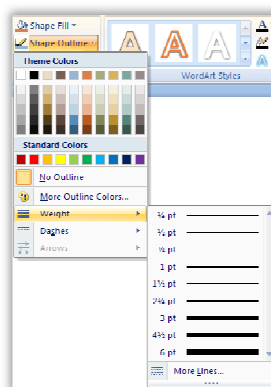 Shape Fill
Shape Outline
A A A A
WordArt Styles
Theme Colors
Standard Colors
No Outline
More Outline Colors...
Weight
Dashes
Arrows
¼ pt
½ pt
¾ pt
1 pt
1½ pt
2¼ pt
3 pt
4½ pt
6 pt
More Lines...